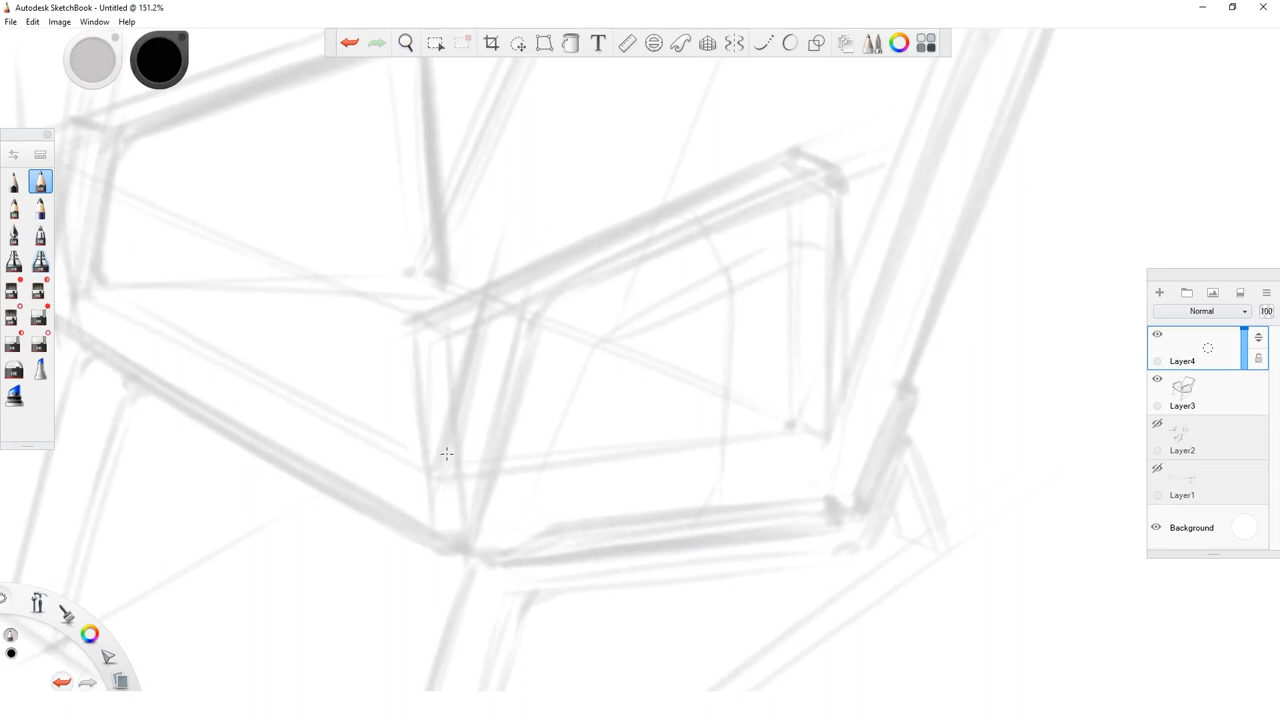 Autodesk SketchBook - Untitled @ 151.2%
File Edit Image Window Help
Normal
100
Layer4
Layer3
Layer2
Layer1
Background